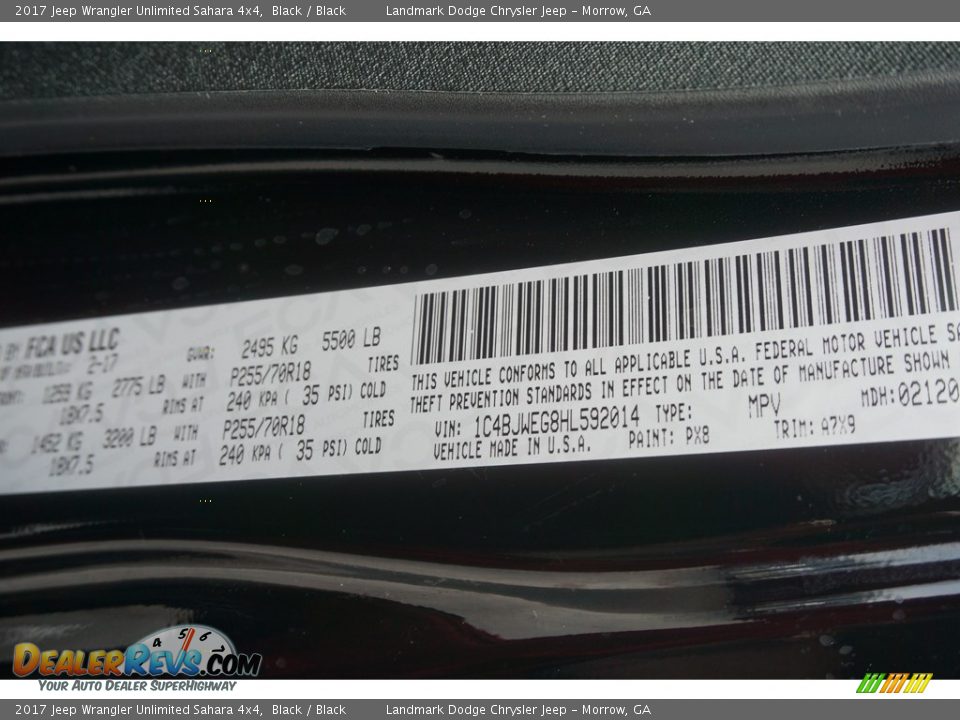 2017 Jeep Wrangler Unlimited Sahara 4x4, Black / Black Landmark Dodge Chrysler Jeep - Morrow, GA
FCA US LLC
2-17
GVWR: 2495 KG 5500 LB
1259 KG 2775 LB WITH P255/70R18 TIRES
18X7.5 RIMS AT 240 KPA ( 35 PSI) COLD
1452 KG 3200 LB WITH P255/70R18 TIRES
18X7.5 RIMS AT 240 KPA ( 35 PSI) COLD
THIS VEHICLE CONFORMS TO ALL APPLICABLE U.S.A. FEDERAL MOTOR VEHICLE SA
THEFT PREVENTION STANDARDS IN EFFECT ON THE DATE OF MANUFACTURE SHOWN
VIN: 1C4BJWEG8HL592014 TYPE: MPV MDH: 02120
VEHICLE MADE IN U.S.A. PAINT: PX8 TRIM: A7X9
4 5 6
DEALERREVS.COM
YOUR AUTO DEALER SUPERHIGHWAY
2017 Jeep Wrangler Unlimited Sahara 4x4, Black / Black Landmark Dodge Chrysler Jeep - Morrow, GA